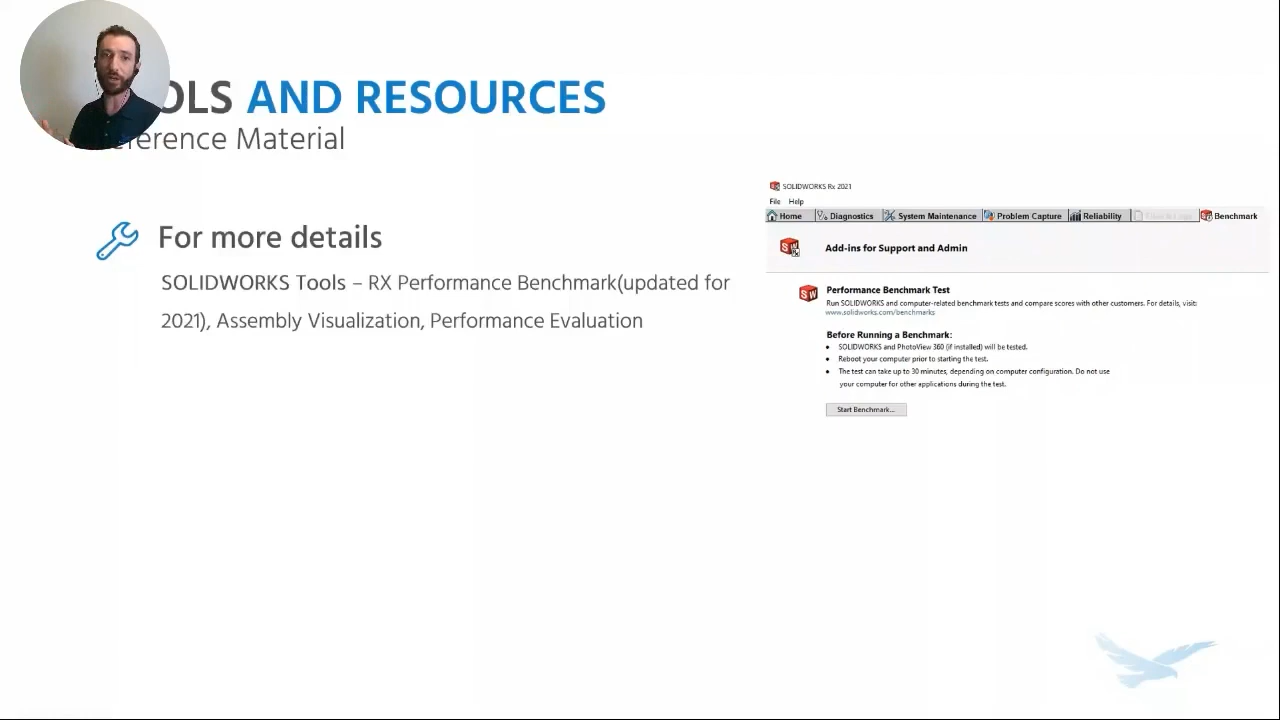 OLS AND RESOURCES
erence Material
For more details
SOLIDWORKS Tools – RX Performance Benchmark(updated for
2021), Assembly Visualization, Performance Evaluation
SOLIDWORKS Rx 2021
File Help
Home Diagnostics System Maintenance Problem Capture Reliability Benchmark
Add-ins for Support and Admin
Performance Benchmark Test
Run SOLIDWORKS and computer-related benchmark tests and compare scores with other customers. For details, visit:
www.solidworks.com/benchmarks
Before Running a Benchmark:
• SOLIDWORKS and PhotoView 360 (if installed) will be tested.
• Reboot your computer prior to starting the test.
• The test can take up to 30 minutes, depending on computer configuration. Do not use
your computer for other applications during the test.
Start Benchmark...